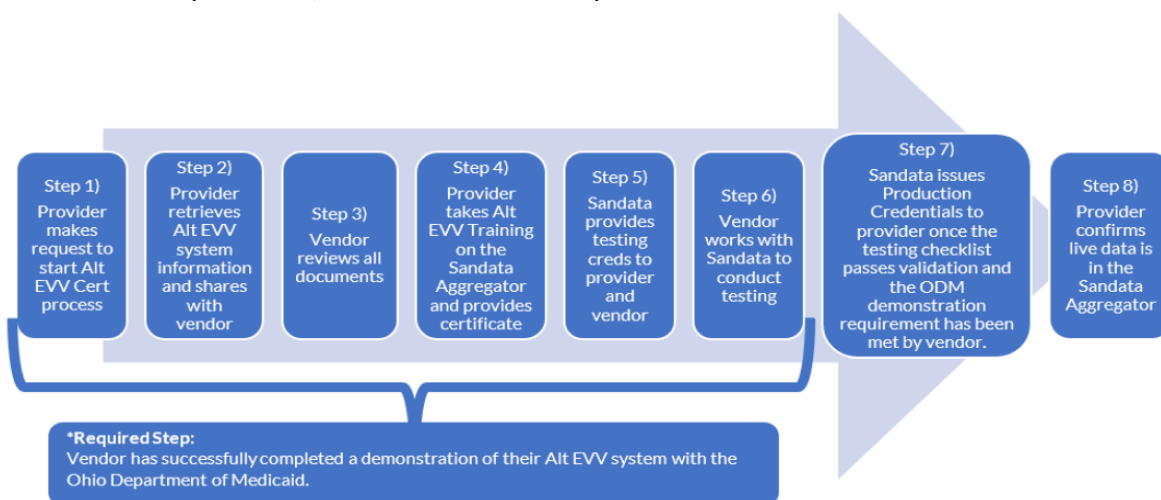 Step 1)
Provider
makes
request to
start Alt
EVV Cert
process
Step 2)
Provider
retrieves
Alt EVV
system
information
and shares
with
vendor
Step 3)
Vendor
reviews all
documents
Step 4)
Provider
takes Alt
EVV Training
on the
Sandata
Aggregator
and provides
certificate
Step 5)
Sandata
provides
testing
creds to
provider
and
vendor
Step 6)
Vendor
works with
Sandata to
conduct
testing
Step 7)
Sandata issues
Production
Credentials to
provider once the
testing checklist
passes validation and
the ODM
demonstration
requirement has been
met by vendor.
Step 8)
Provider
confirms
live data is
in the
Sandata
Aggregator
*Required Step:
Vendor has successfully completed a demonstration of their Alt EVV system with the
Ohio Department of Medicaid.